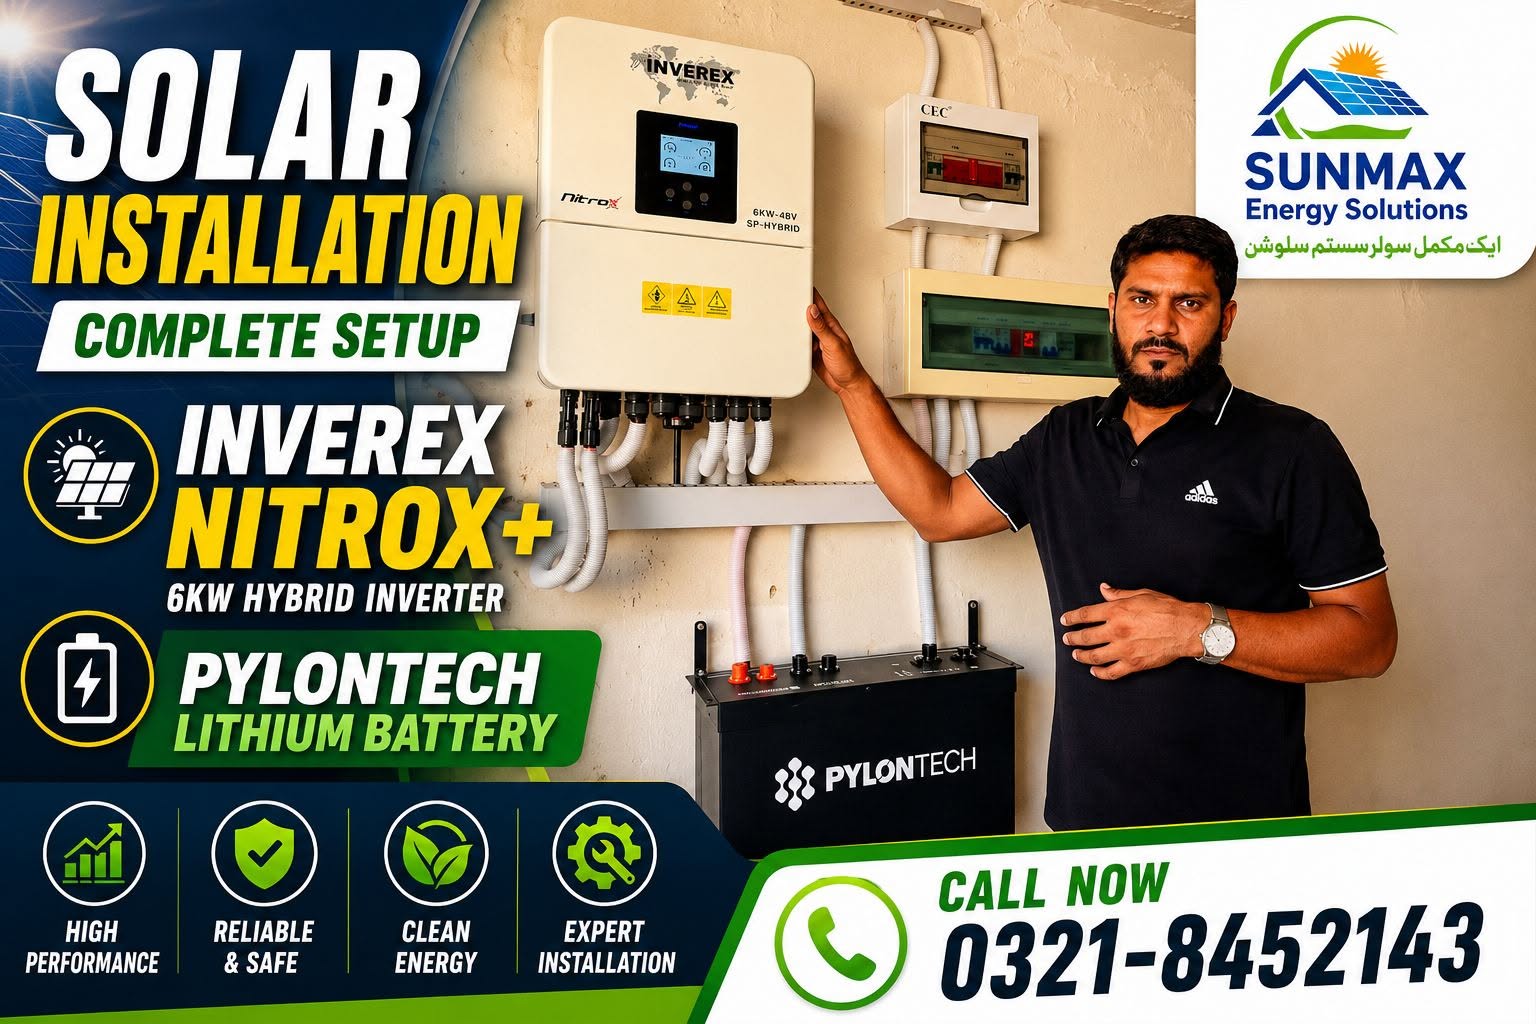 SOLAR
INSTALLATION
COMPLETE SETUP
INVEREX
NITROX+
6KW HYBRID INVERTER
PYLONTECH
LITHIUM BATTERY
HIGH
PERFORMANCE
RELIABLE
& SAFE
CLEAN
ENERGY
EXPERT
INSTALLATION
INVEREX
Nitrox
6KW-48V
SP-HYBRID
CEC
adidas
PYLONTECH
SUNMAX
Energy Solutions
ایک مکمل سولر سسٹم سلوشن
CALL NOW
0321-8452143